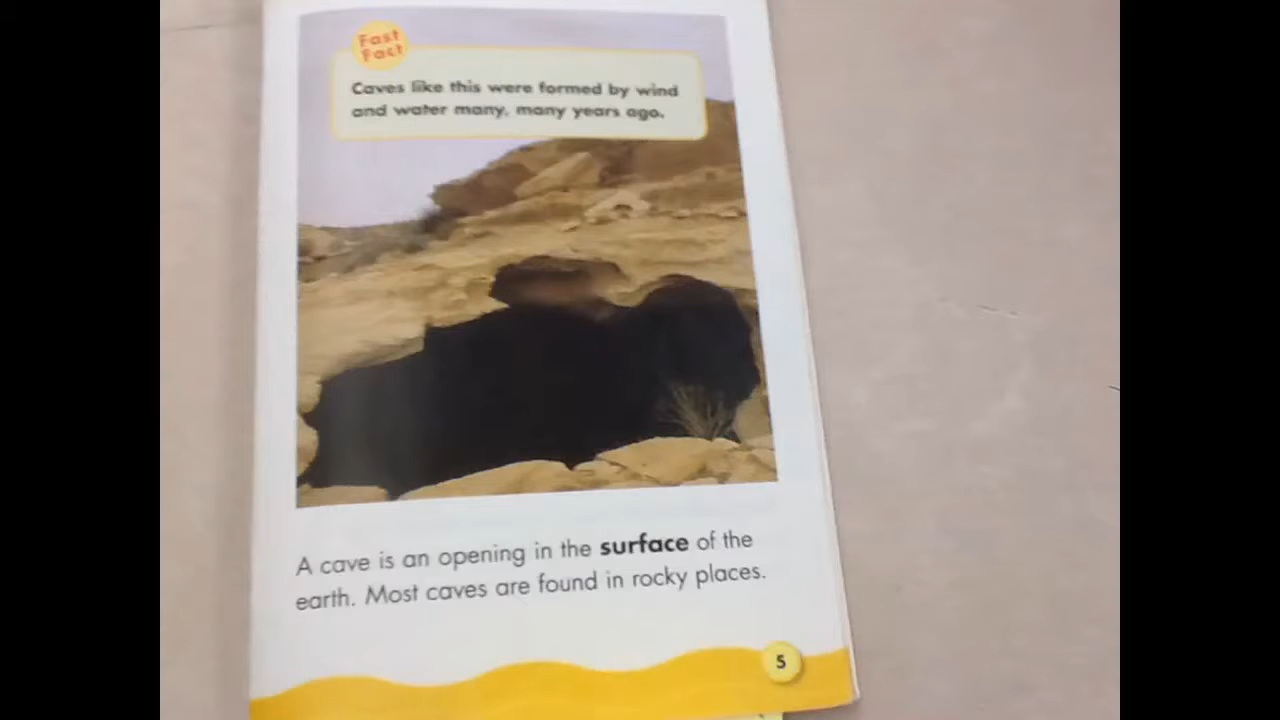 Fast
Fact
Caves like this were formed by wind
and water many, many years ago.
A cave is an opening in the surface of the
earth. Most caves are found in rocky places.
5